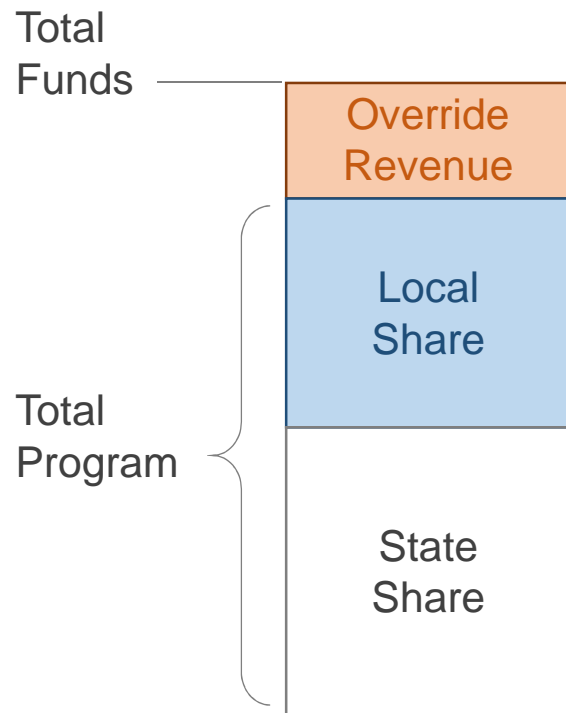 Total
Funds
Override
Revenue
Local
Share
Total
Program
State
Share